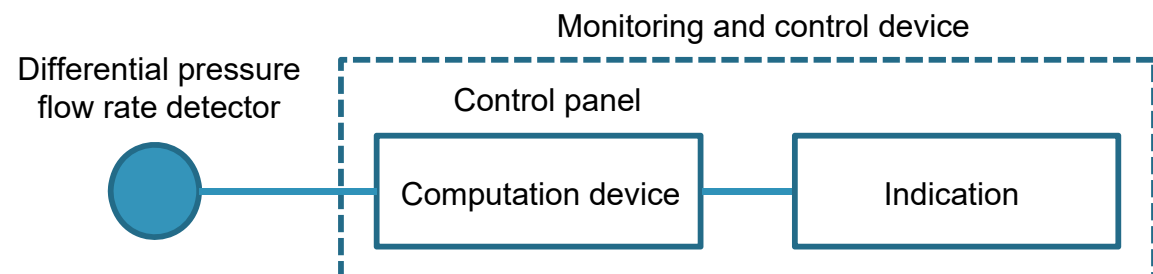 Monitoring and control device
Differential pressure
flow rate detector
Control panel
Computation device
Indication